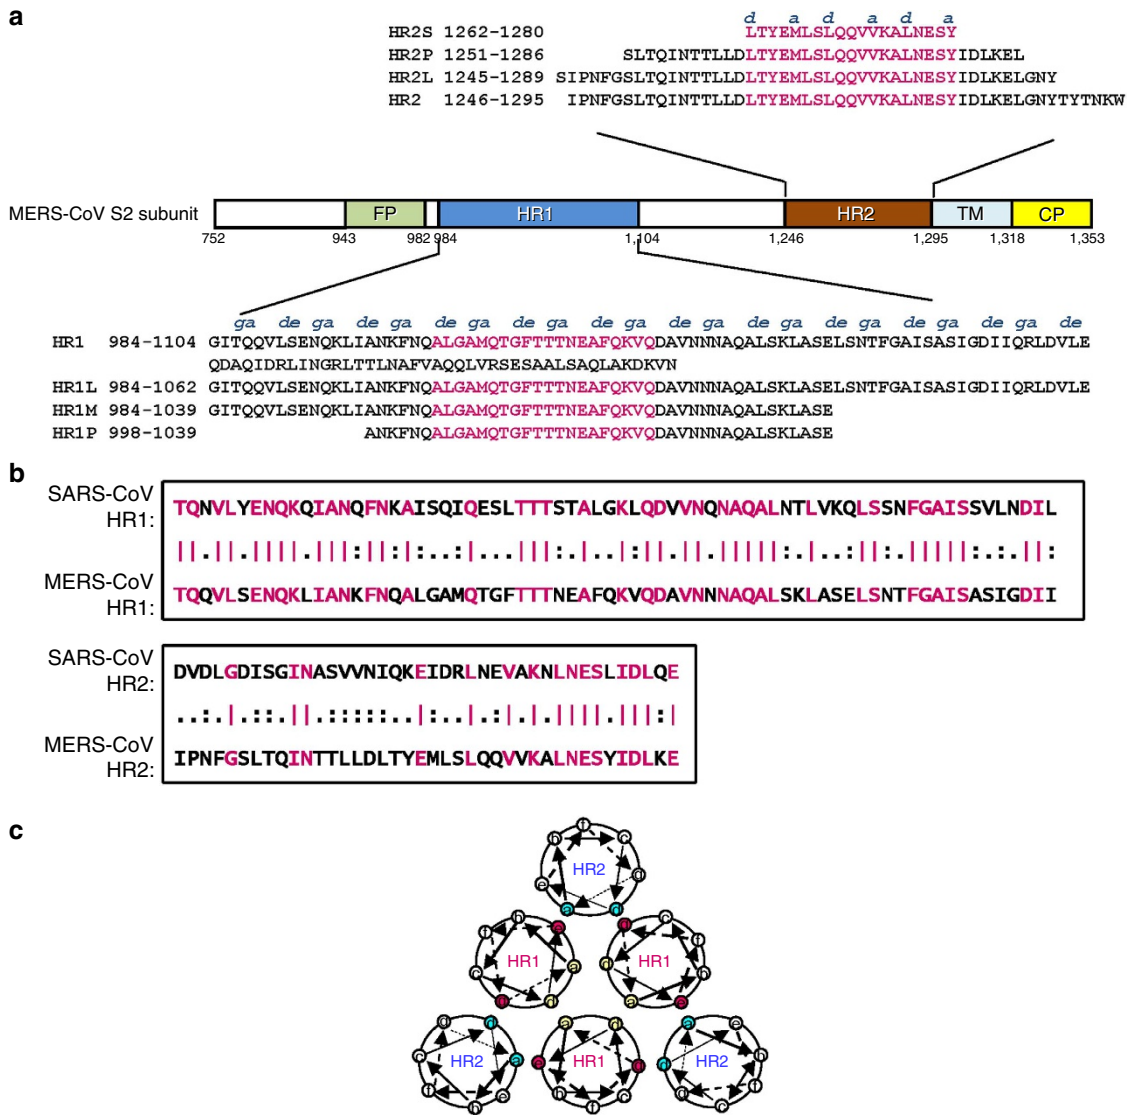 a
d a d a d a
HR2S 1262–1280 LTYEMLSLQQVVKALNESY
HR2P 1251–1286 SLTQINTTLLDLTYEMLSLQQVVKALNESYIDLKEL
HR2L 1245–1289 SIPNFGSLTQINTTLLDLTYEMLSLQQVVKALNESYIDLKELGNY
HR2 1246–1295 IPNFGSLTQINTTLLDLTYEMLSLQQVVKALNESYIDLKELGNYTYTNKW
MERS-CoV S2 subunit FP HR1 HR2 TM CP
752 943 982 984 1,104 1,246 1,295 1,318 1,353
ga de ga de ga de ga de ga de ga de ga de ga de ga de ga de ga de
HR1 984–1104 GITQQVLSENQKLIANKFNQALGAMQTGFTTTNEAFQKVQDAVNNNAQALSKLASELSNTFGAISASIGDIIQRLDVLE
QDAQIDRLINGRLTTLNAFVAQQLVRSESAALSAQLAKDKVN
HR1L 984–1062 GITQQVLSENQKLIANKFNQALGAMQTGFTTTNEAFQKVQDAVNNNAQALSKLASELSNTFGAISASIGDIIQRLDVLE
HR1M 984–1039 GITQQVLSENQKLIANKFNQALGAMQTGFTTTNEAFQKVQDAVNNNAQALSKLASE
HR1P 998–1039 ANKFNQALGAMQTGFTTTNEAFQKVQDAVNNNAQALSKLASE
b
SARS-CoV HR1: TQNVLYENQKQIANQFNKAISQIQESLTTTSTALGKLQDVVNQNAQALNTLVKQLSSNFGAISSVLNDIL
||.||.||||.|||:||:|:..:|...|||:.|..|:||.||.|||||:.|..:||:|||||:.:.||:
MERS-CoV HR1: TQQVLSENQKLIANKFNQALGAMQTGFTTTNEAFQKVQDAVNNNAQALSKLASELSNTFGAISASIGDII
SARS-CoV HR2: DVDLGDISGINASVVNIQKEIDRLNEVAKNLNESLIDLQE
..:.|.::.||.:::::..|:..|.:|.|.||||.|||:|
MERS-CoV HR2: IPNFGSLTQINTTLLDLTYEMLSLQQVVKALNESYIDLKE
c
f
b c
HR2
e g
a d
b e g c
f f
HR1 HR1
c a d b
g d a e
g d a d a e
c HR2 a e HR1 g d HR2 b
f e b f c g c f
b